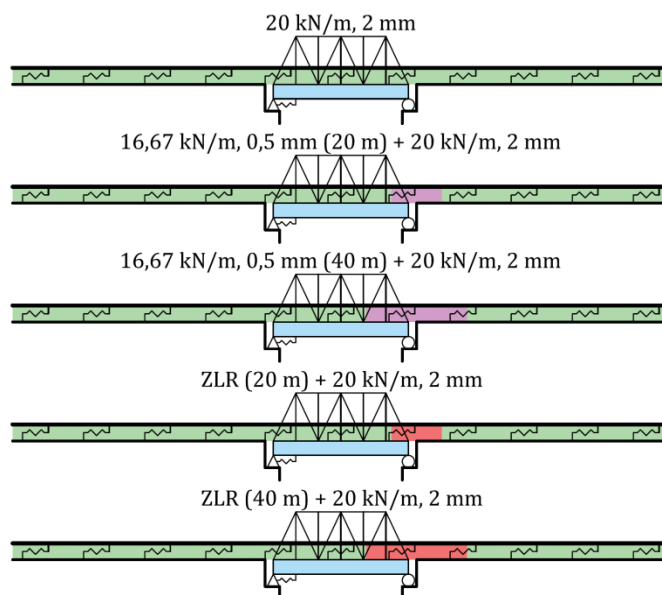 20 kN/m, 2 mm
16,67 kN/m, 0,5 mm (20 m) + 20 kN/m, 2 mm
16,67 kN/m, 0,5 mm (40 m) + 20 kN/m, 2 mm
ZLR (20 m) + 20 kN/m, 2 mm
ZLR (40 m) + 20 kN/m, 2 mm